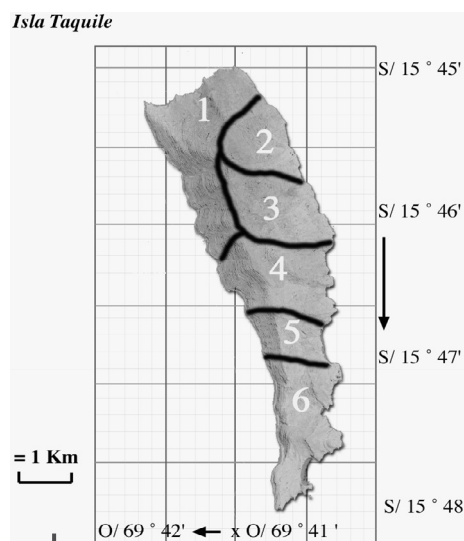 Isla Taquile
S/ 15 ° 45'
1
2
3
S/ 15 ° 46'
4
5
S/ 15 ° 47'
6
= 1 Km
S/ 15 ° 48
O/ 69 ° 42' x O/ 69 ° 41 '